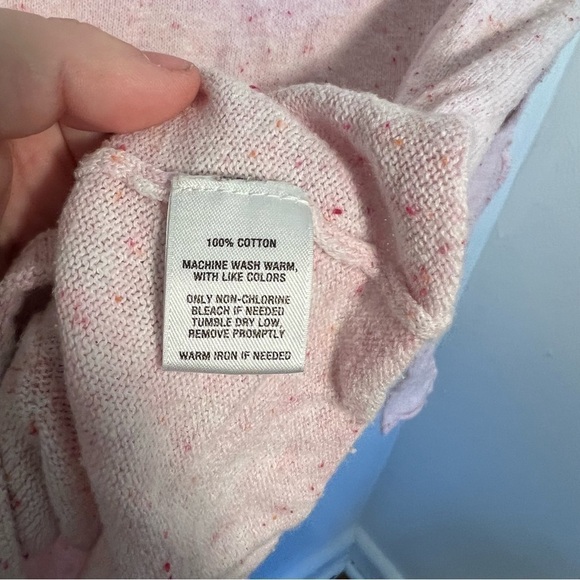 100% COTTON
MACHINE WASH WARM,
WITH LIKE COLORS
ONLY NON-CHLORINE
BLEACH IF NEEDED
TUMBLE DRY LOW,
REMOVE PROMPTLY
WARM IRON IF NEEDED